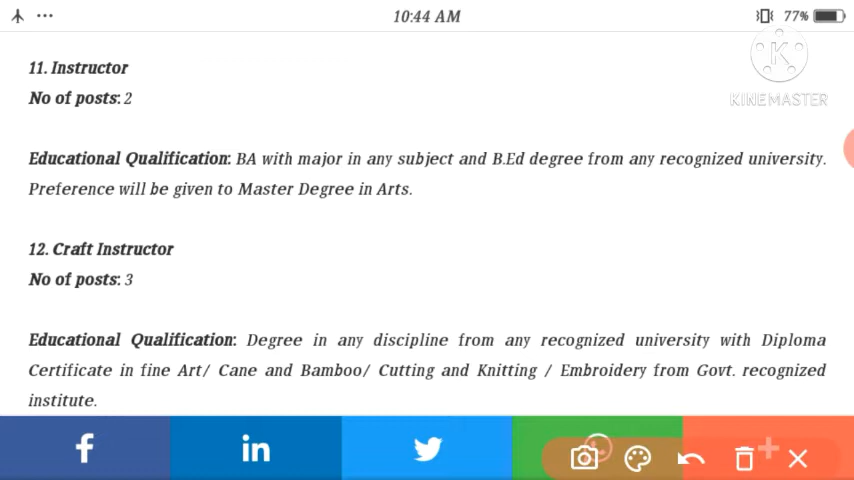 10:44 AM
77%
KINEMASTER
11. Instructor
No of posts: 2
Educational Qualification: BA with major in any subject and B.Ed degree from any recognized university.
Preference will be given to Master Degree in Arts.
12. Craft Instructor
No of posts: 3
Educational Qualification: Degree in any discipline from any recognized university with Diploma
Certificate in fine Art/ Cane and Bamboo/ Cutting and Knitting / Embroidery from Govt. recognized
institute.